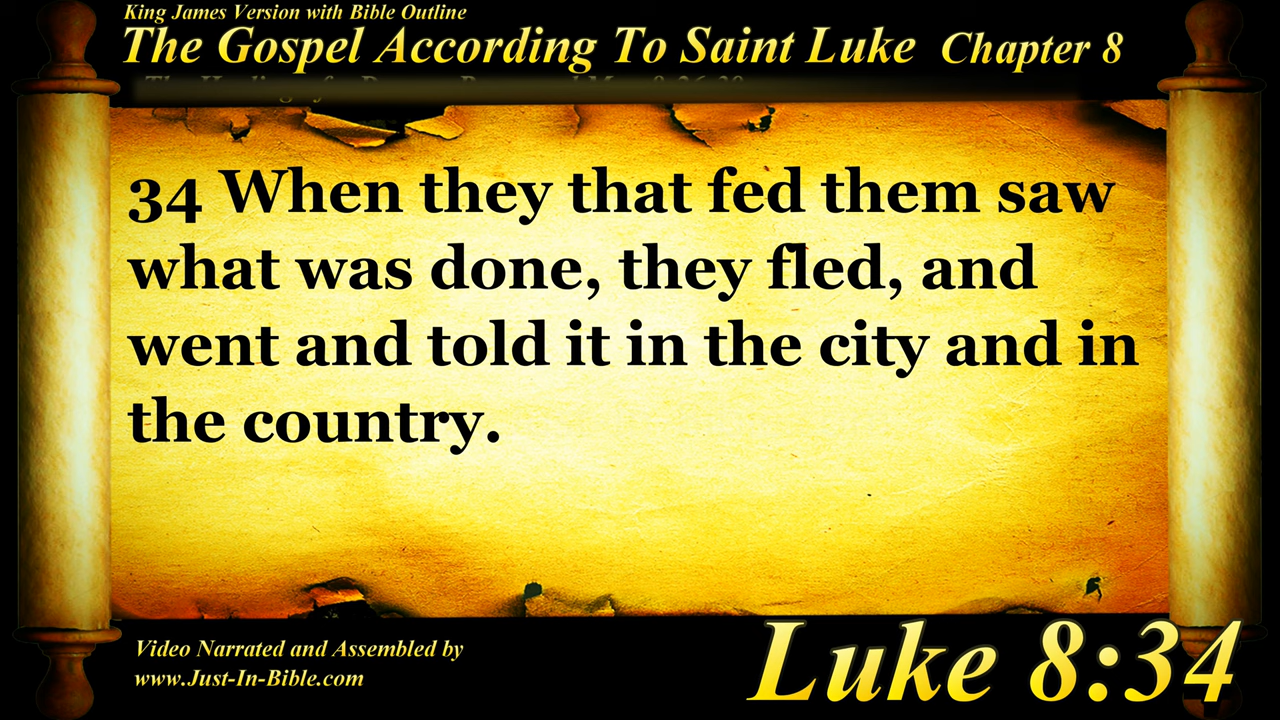 King James Version with Bible Outline
The Gospel According To Saint Luke Chapter 8
34 When they that fed them saw
what was done, they fled, and
went and told it in the city and in
the country.
Video Narrated and Assembled by
www.Just-In-Bible.com
Luke 8:34